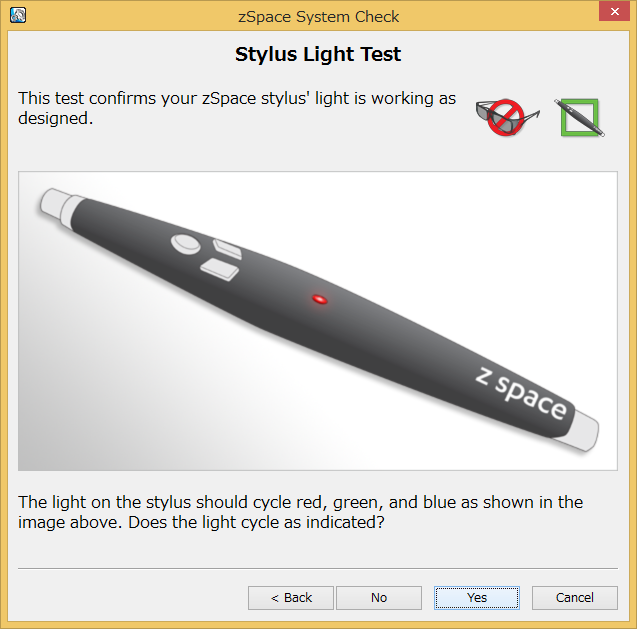 zSpace System Check
Stylus Light Test
This test confirms your zSpace stylus' light is working as
designed.
z space
The light on the stylus should cycle red, green, and blue as shown in the
image above. Does the light cycle as indicated?
< Back
No
Yes
Cancel